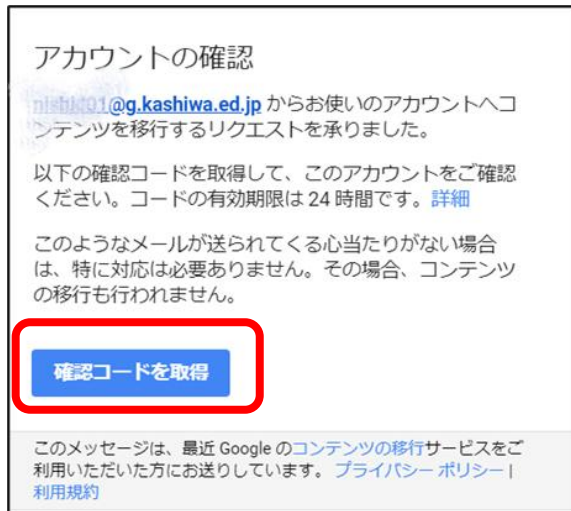 アカウントの確認
@g.kashiwa.ed.jp からお使いのアカウントへコ
ンテンツを移行するリクエストを承りました。
以下の確認コードを取得して、このアカウントをご確認
ください。コードの有効期限は 24 時間です。詳細
このようなメールが送られてくる心当たりがない場合
は、特に対応は必要ありません。その場合、コンテンツ
の移行も行われません。
確認コードを取得
このメッセージは、最近 Google のコンテンツの移行サービスをご
利用いただいた方にお送りしています。 プライバシー ポリシー |
利用規約